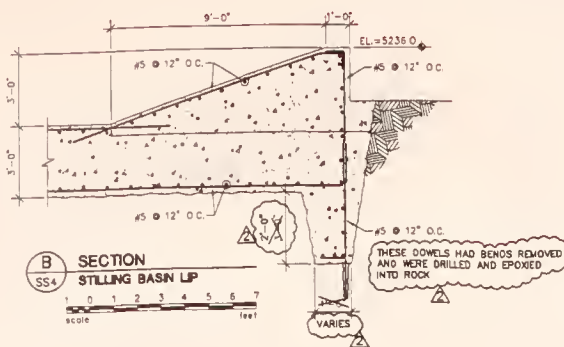 9'-0"
1'-0"
EL.=5236.0
#5 @ 12" O.C.
#5 @ 12" O.C.
3'-0"
3'-0"
#5 @ 12" O.C.
#5 @ 12" O.C.
2
B SECTION
SS4 STILLING BASIN LIP
THESE DOWELS HAD BENDS REMOVED
AND WERE DRILLED AND EPOXIED
INTO ROCK
2
1 0 1 2 3 4 5 6 7
scale feet
VARIES
2